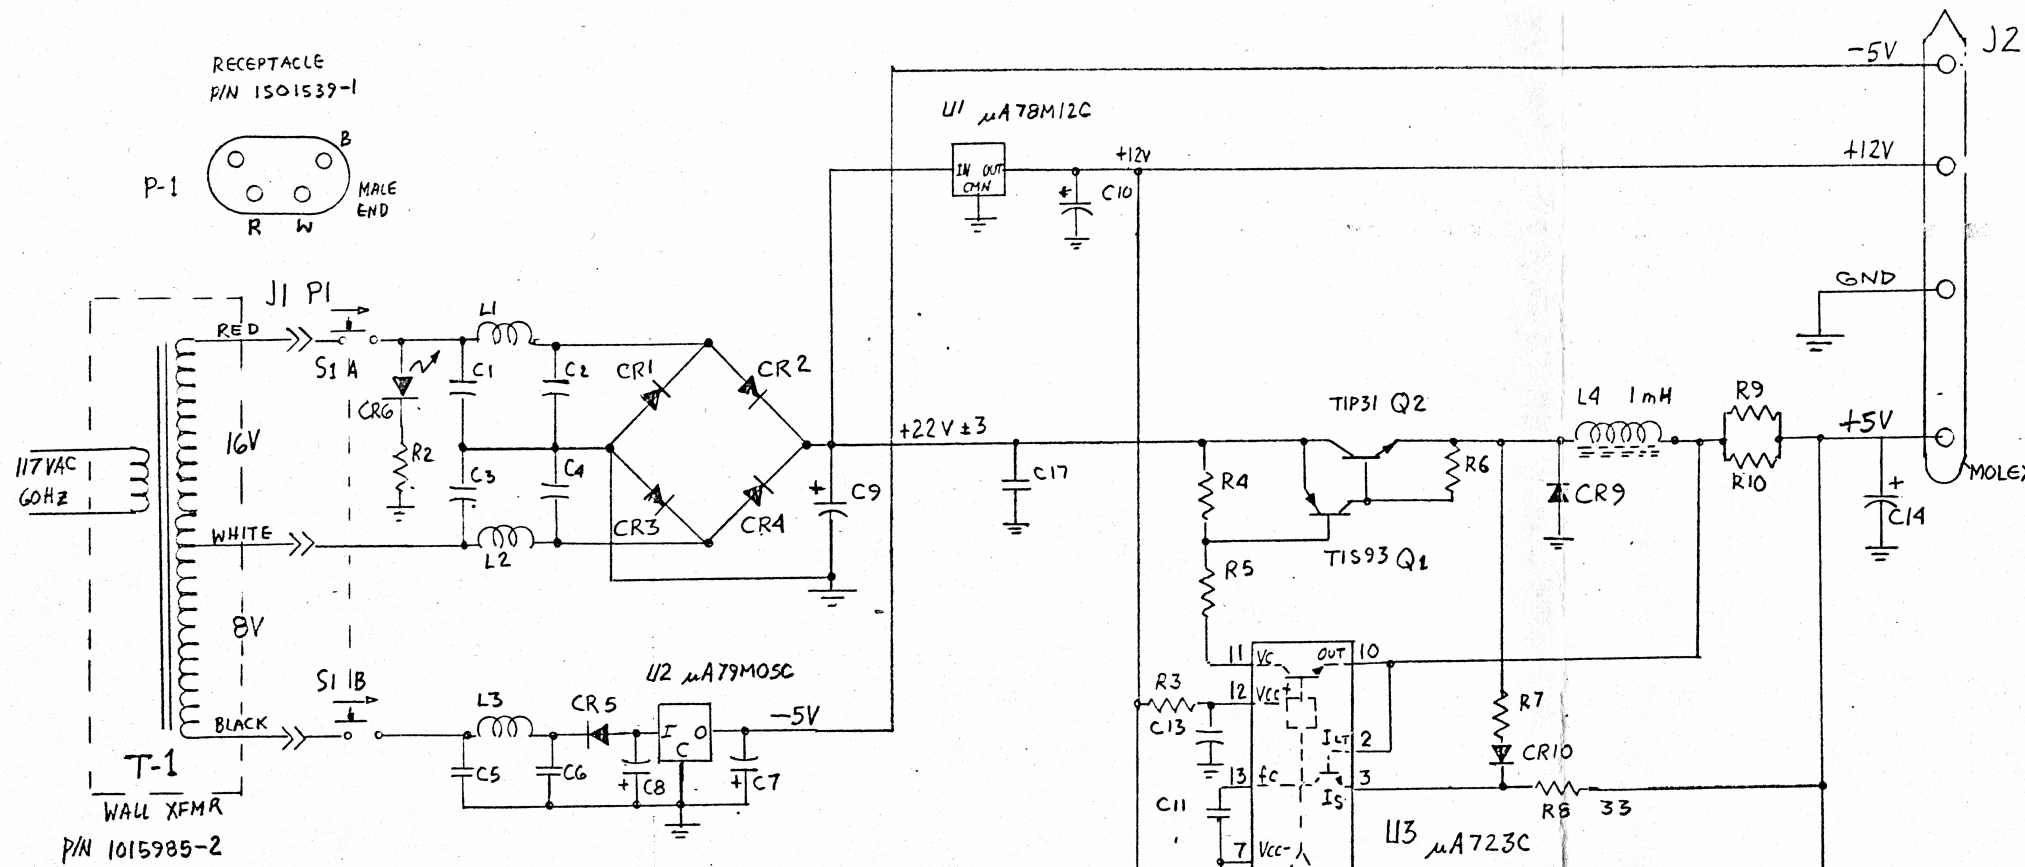 RECEPTACLE
P/N 1501539-1
B
P-1
MALE
END
R W
J2
-5V
U1 µA78M12C
IN OUT
CMN
+12V
C10
+
+12V
GND
J1 P1
RED
S1 A
L1
C1
C2
CR1
CR2
CR6
R2
16V
117VAC
60HZ
C3
C4
CR3
CR4
WHITE
L2
+
C9
+22V ±3
C17
TIP31 Q2
L4 1mH
R9
R10
+5V
R4
R6
CR9
+
C14
MOLEX
TIS93 Q1
R5
8V
S1 B
BLACK
L3
CR5
U2 µA79M05C
I O
C
-5V
C5
C6
+
C8
+
C7
T-1
WALL XFMR
P/N 1015985-2
11 VC OUT 10
R3
12 VCC+
C13
ILT 2
13 fC
IS 3
C11
7 VCC-
R7
CR10
R8 33
U3 µA723C